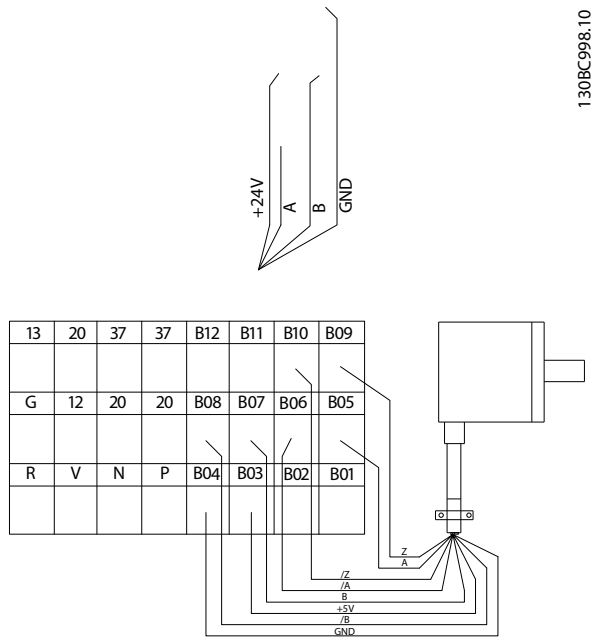 130BC998.10
+24V
A
B
GND
13 20 37 37 B12 B11 B10 B09
G 12 20 20 B08 B07 B06 B05
R V N P B04 B03 B02 B01
Z
A
/Z
/A
B
+5V
/B
GND